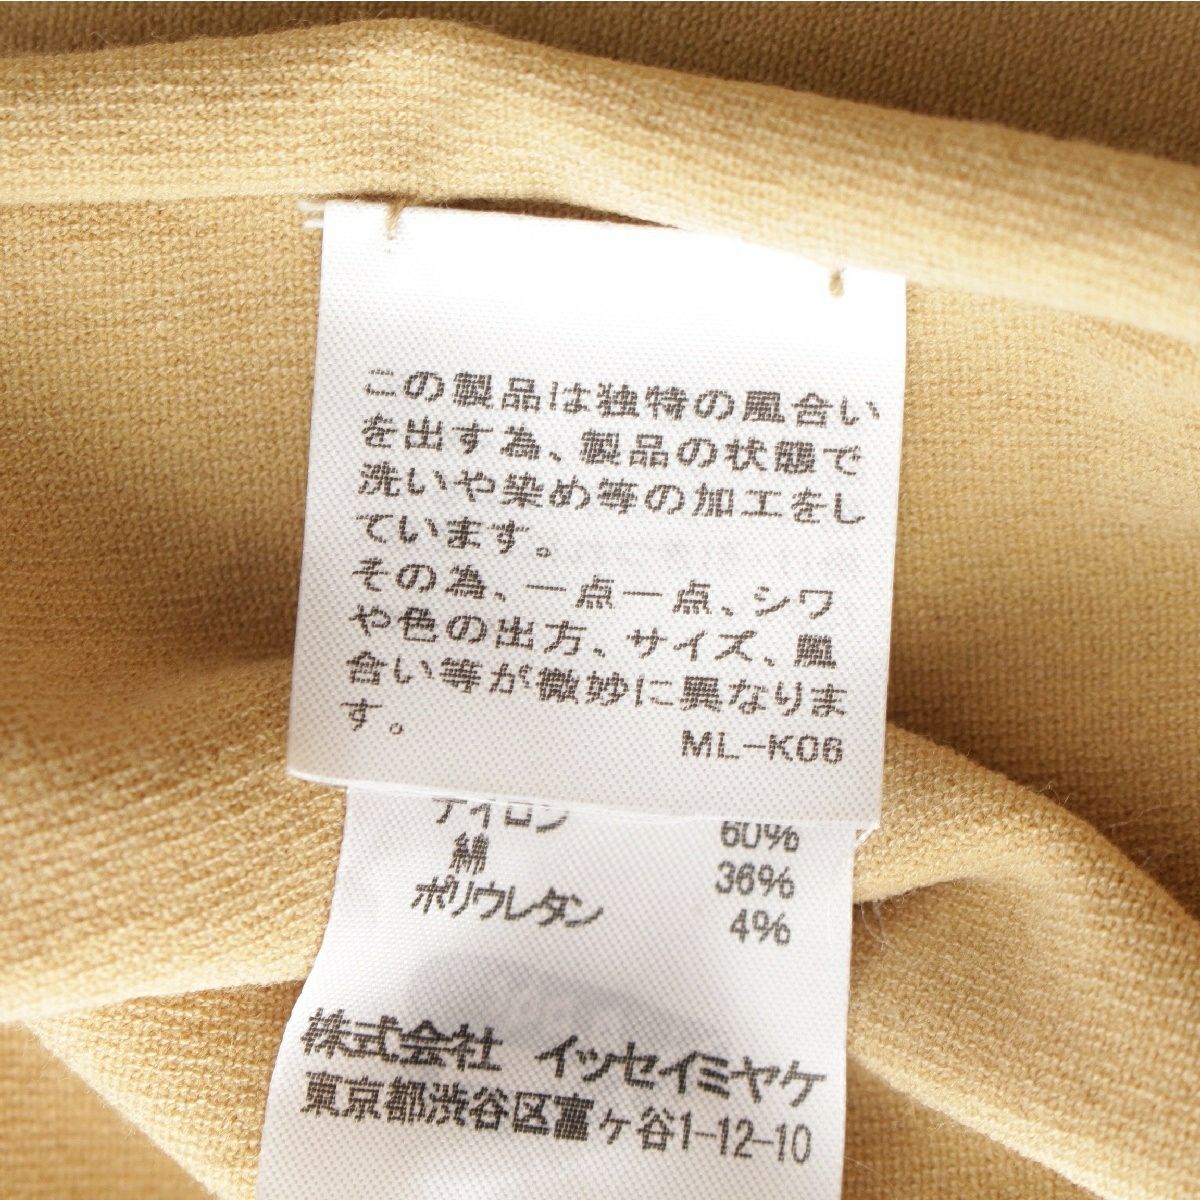 この製品は独特の風合い
を出す為、製品の状態で
洗いや染め等の加工をし
ています。
その為、一点一点、シワ
や色の出方、サイズ、風
合い等が微妙に異なりま
す。
ML-K06
ナイロン 60%
綿 36%
ポリウレタン 4%
株式会社 イッセイミヤケ
東京都渋谷区富ヶ谷1-12-10